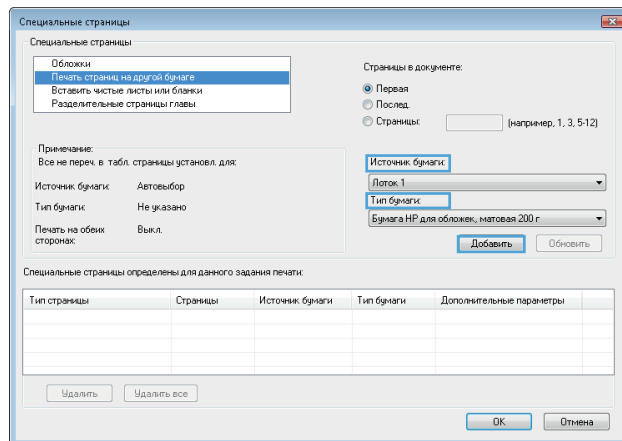 Специальные страницы
Специальные страницы
Обложки
Печать страниц на другой бумаге
Вставить чистые листы или бланки
Разделительные страницы главы
Страницы в документе:
Первая
Послед.
Страницы:
(например, 1, 3, 5-12)
Примечание:
Все не переч. в табл. страницы установл. для:
Источник бумаги: Автовыбор
Тип бумаги: Не указано
Печать на обеих сторонах: Выкл.
Источник бумаги:
Лоток 1
Тип бумаги:
Бумага HP для обложек, матовая 200 г
Добавить Обновить
Специальные страницы определены для данного задания печати:
Тип страницы Страницы Источник бумаги Тип бумаги Дополнительные параметры
Удалить Удалить все
OK Отмена